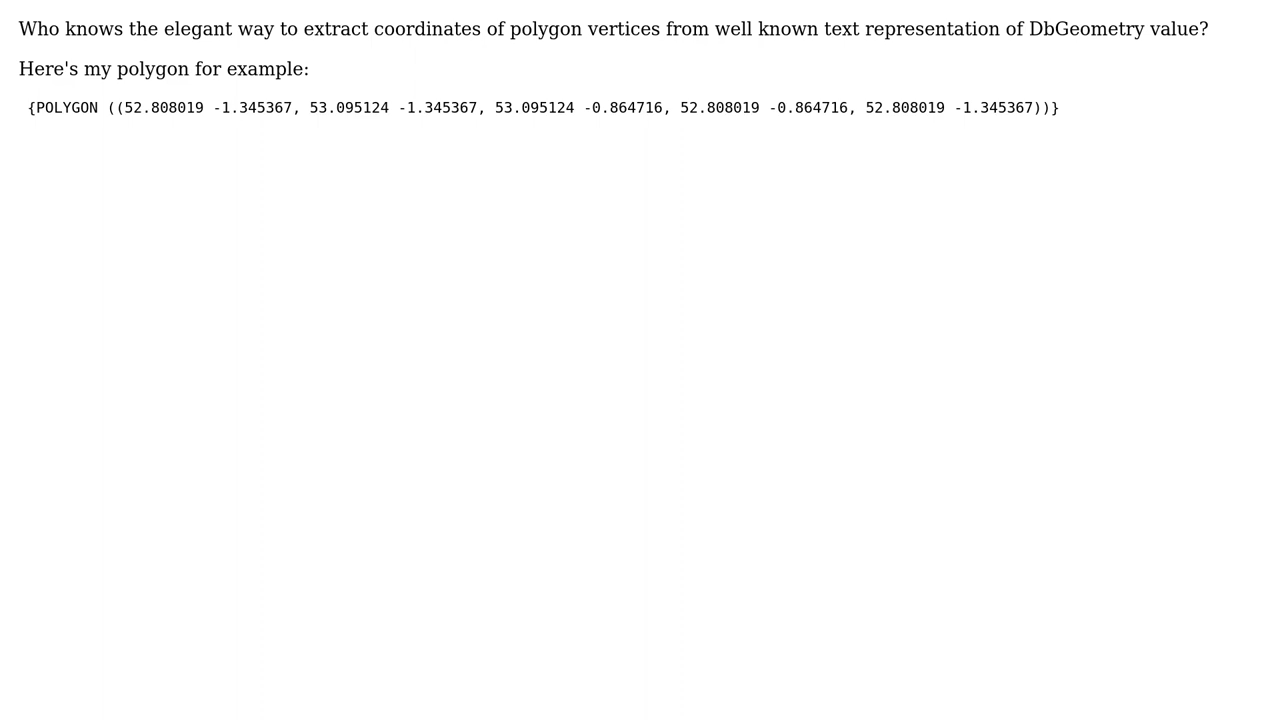 Who knows the elegant way to extract coordinates of polygon vertices from well known text representation of DbGeometry value?
Here's my polygon for example:
{POLYGON ((52.808019 -1.345367, 53.095124 -1.345367, 53.095124 -0.864716, 52.808019 -0.864716, 52.808019 -1.345367))}